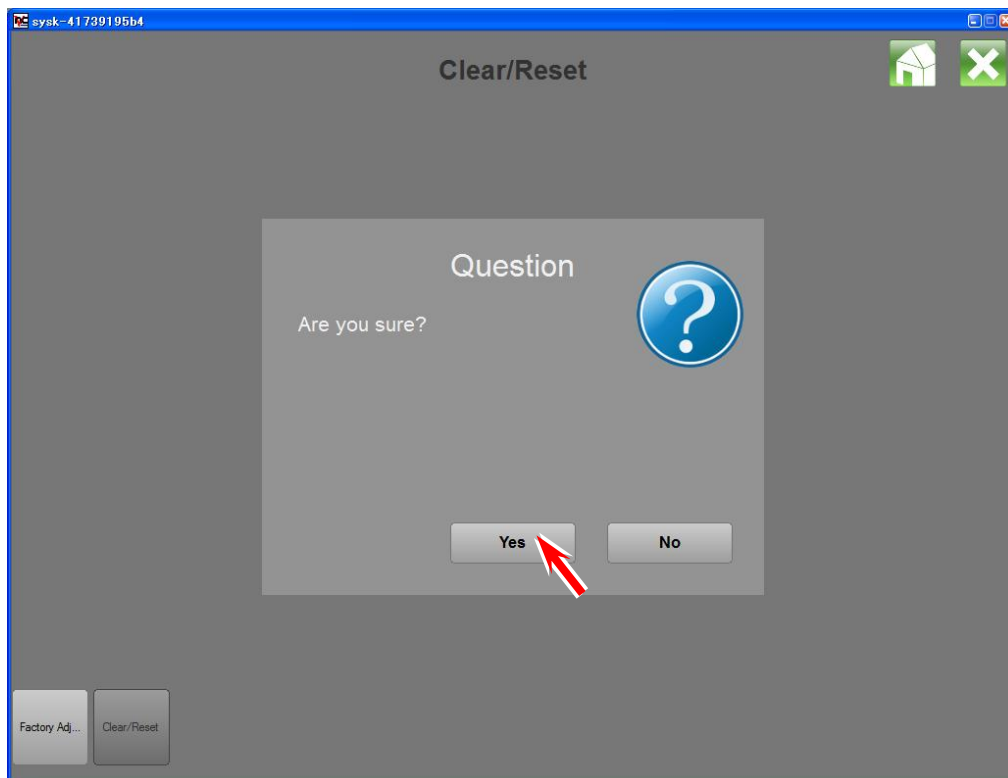 sysk-41739195b4
Clear/Reset
Question
Are you sure?
Yes
No
Factory Adj...
Clear/Reset